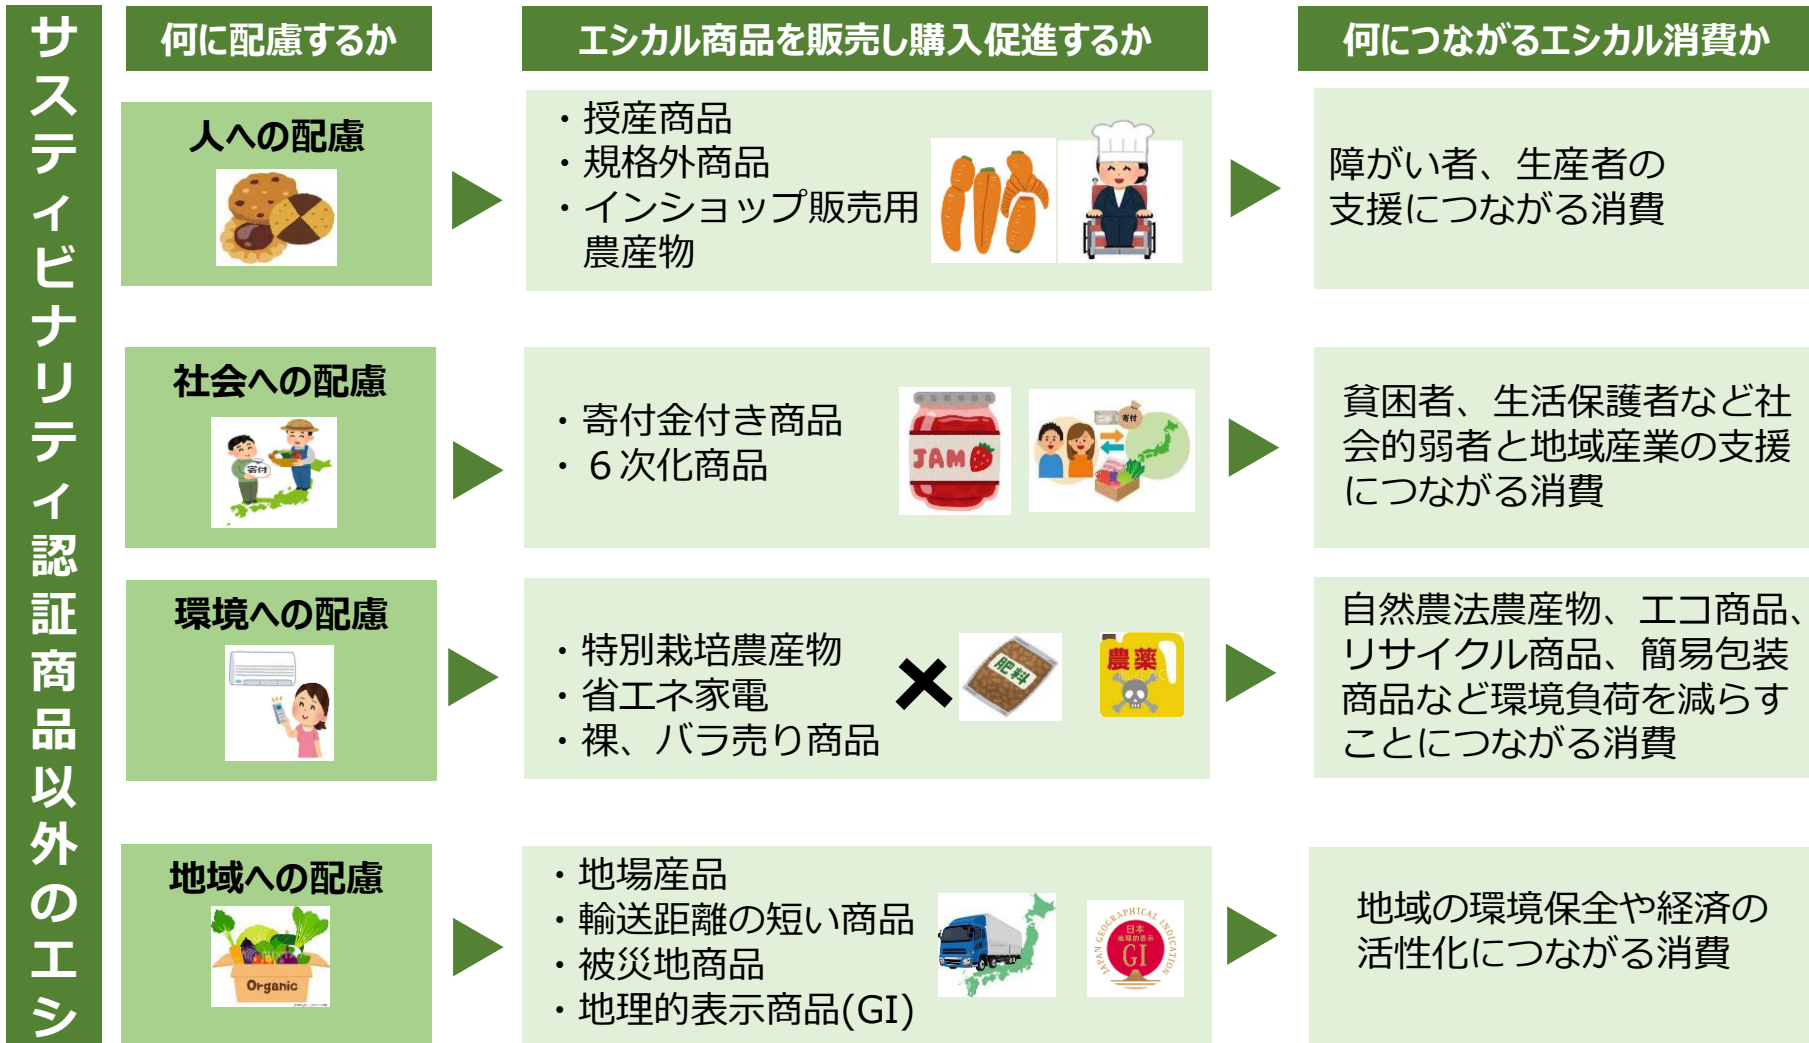 サスティビナリティ認証商品以外のエシ
何に配慮するか
エシカル商品を販売し購入促進するか
何につながるエシカル消費か
人への配慮
・授産商品
・規格外商品
・インショップ販売用
農産物
障がい者、生産者の
支援につながる消費
社会への配慮
寄付
・寄付金付き商品
・６次化商品
JAM
寄付
貧困者、生活保護者など社
会的弱者と地域産業の支援
につながる消費
環境への配慮
・特別栽培農産物
・省エネ家電
・裸、バラ売り商品
肥料
農薬
自然農法農産物、エコ商品、
リサイクル商品、簡易包装
商品など環境負荷を減らす
ことにつながる消費
地域への配慮
Organic
・地場産品
・輸送距離の短い商品
・被災地商品
・地理的表示商品(GI)
JAPAN GEOGRAPHICAL INDICATION
日本
地理的表示
GI
地域の環境保全や経済の
活性化につながる消費